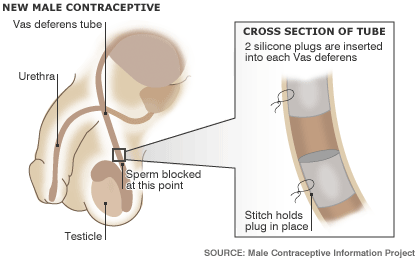 NEW MALE CONTRACEPTIVE
Vas deferens tube
Urethra
Sperm blocked
at this point
Testicle
CROSS SECTION OF TUBE
2 silicone plugs are inserted
into each Vas deferens
Stitch holds
plug in place
SOURCE: Male Contraceptive Information Project